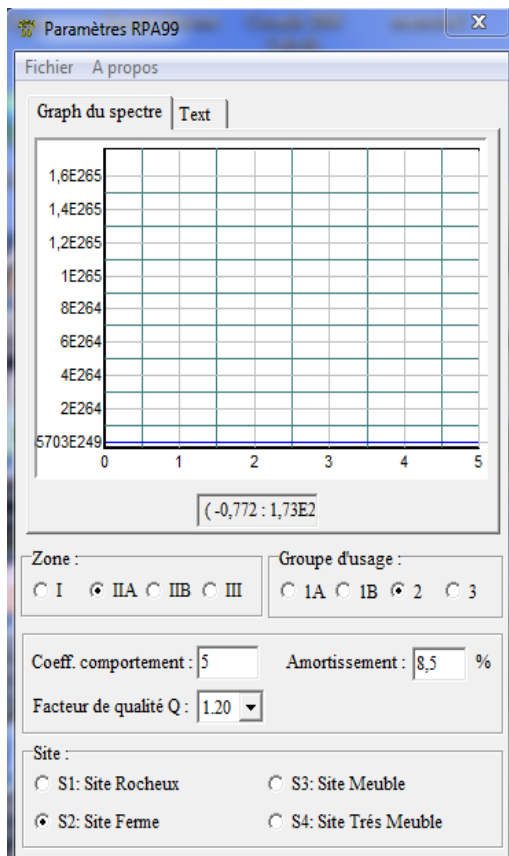 Paramètres RPA99
x
Fichier A propos
Graph du spectre Text
1,6E265
1,4E265
1,2E265
1E265
8E264
6E264
4E264
2E264
5703E249
0 1 2 3 4 5
( -0,772 : 1,73E2
Zone :
I IIA IIB III
Groupe d'usage :
1A 1B 2 3
Coeff. comportement : 5 Amortissement : 8,5 %
Facteur de qualité Q : 1.20
Site :
S1: Site Rocheux S3: Site Meuble
S2: Site Ferme S4: Site Trés Meuble